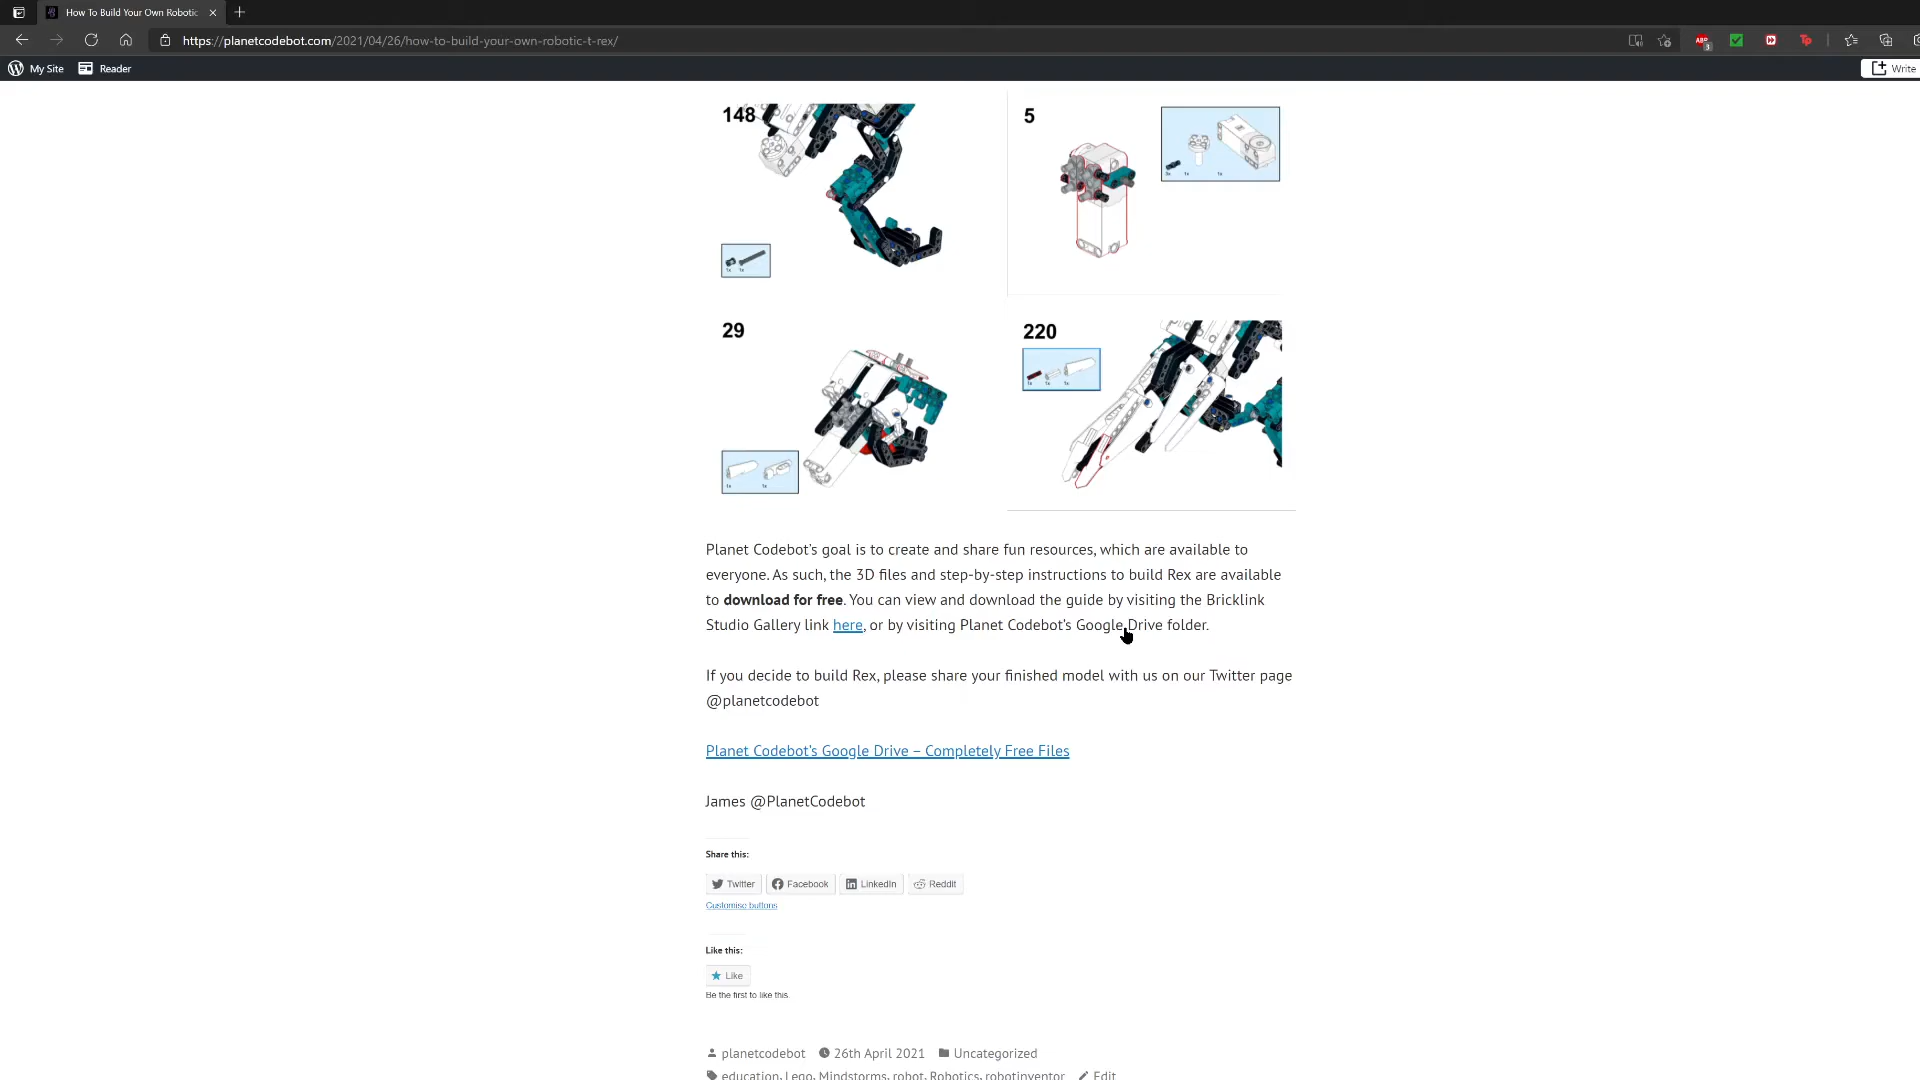 How To Build Your Own Robotic
https://planetcodebot.com/2021/04/26/how-to-build-your-own-robotic-t-rex/
My Site
Reader
Write
148
5
29
220
Planet Codebot's goal is to create and share fun resources, which are available to
everyone. As such, the 3D files and step-by-step instructions to build Rex are available
to download for free. You can view and download the guide by visiting the Bricklink
Studio Gallery link here, or by visiting Planet Codebot's Google Drive folder.
If you decide to build Rex, please share your finished model with us on our Twitter page
@planetcodebot
Planet Codebot's Google Drive – Completely Free Files
James @PlanetCodebot
Share this:
Twitter
Facebook
LinkedIn
Reddit
Customise buttons
Like this:
Like
Be the first to like this.
planetcodebot
26th April 2021
Uncategorized
education, Lego, Mindstorms, robot, Robotics, robotinventor
Edit